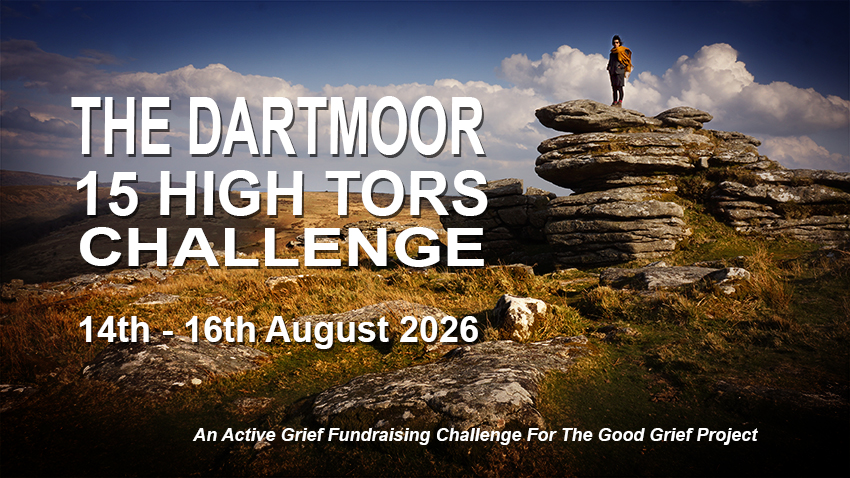 THE DARTMOOR
15 HIGH TORS
CHALLENGE
14th - 16th August 2026
An Active Grief Fundraising Challenge For The Good Grief Project